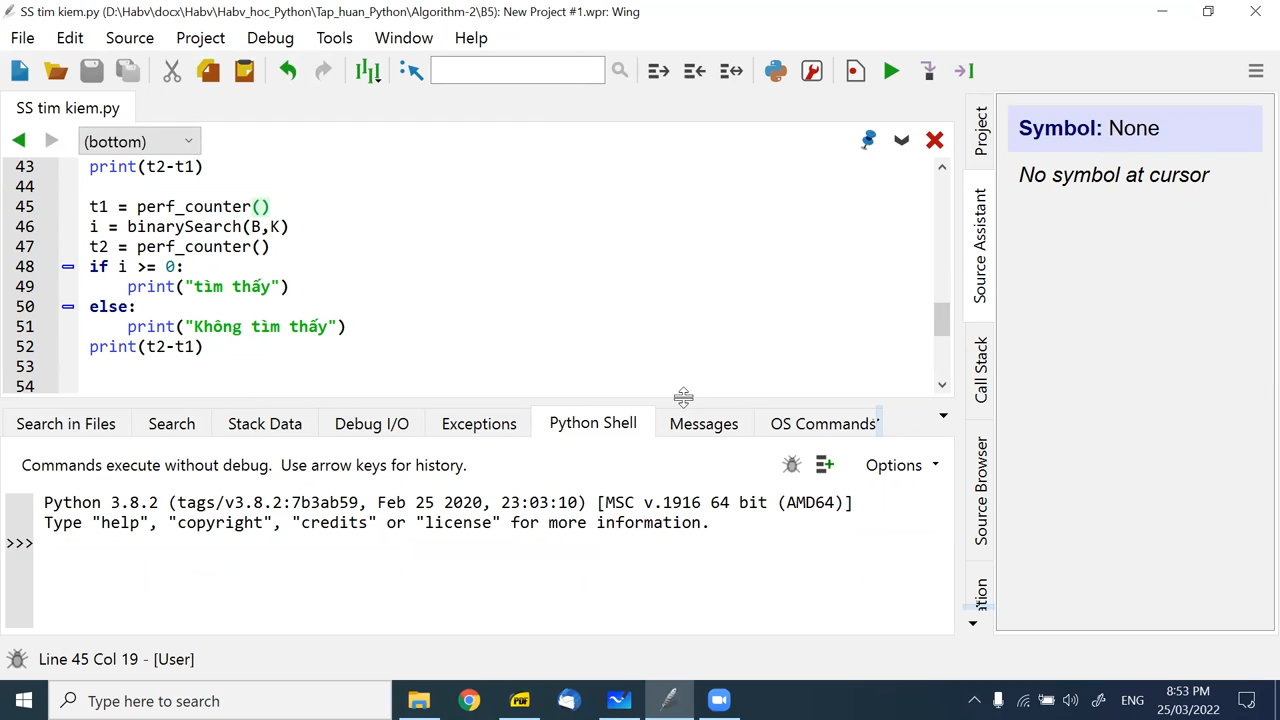 SS tim kiem.py (D:\Habv\docx\Habv\Habv_hoc_Python\Tap_huan_Python\Algorithm-2\B5): New Project #1.wpr: Wing
File Edit Source Project Debug Tools Window Help
SS tim kiem.py
(bottom)
43 print(t2-t1)
44
45 t1 = perf_counter()
46 i = binarySearch(B,K)
47 t2 = perf_counter()
48 if i >= 0:
49 print("tìm thấy")
50 else:
51 print("Không tìm thấy")
52 print(t2-t1)
53
54
Search in Files Search Stack Data Debug I/O Exceptions Python Shell Messages OS Commands
Commands execute without debug. Use arrow keys for history.
Options
Python 3.8.2 (tags/v3.8.2:7b3ab59, Feb 25 2020, 23:03:10) [MSC v.1916 64 bit (AMD64)]
Type "help", "copyright", "credits" or "license" for more information.
>>>
Project
Source Assistant
Call Stack
Source Browser
Symbol: None
No symbol at cursor
Line 45 Col 19 - [User]
Type here to search
PDF
ENG
8:53 PM
25/03/2022